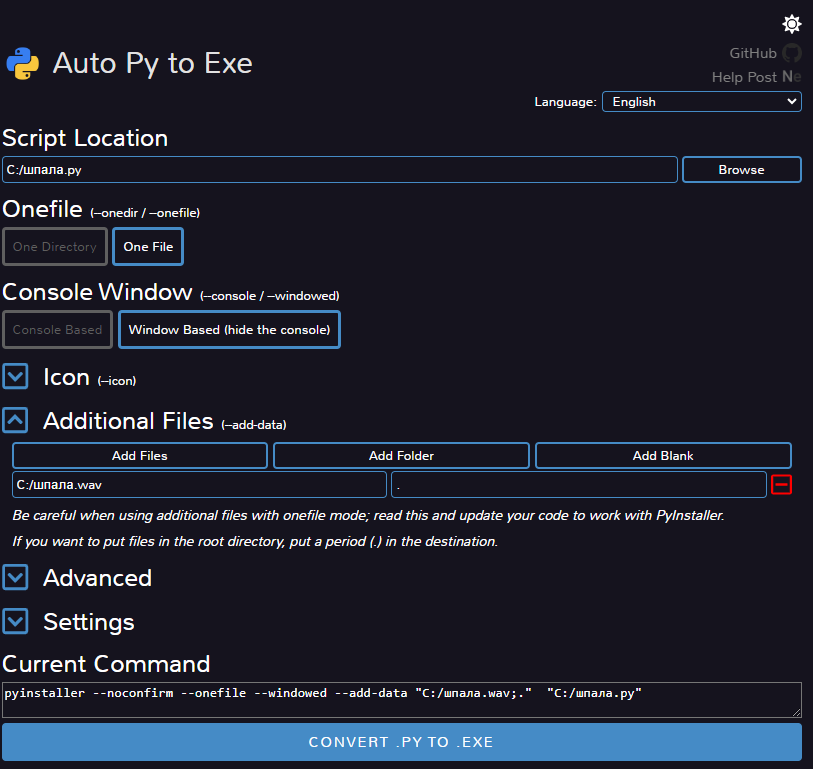 Auto Py to Exe
GitHub
Help Post
Language: English
Script Location
C:/шпала.py Browse
Onefile (--onedir / --onefile)
One Directory One File
Console Window (--console / --windowed)
Console Based Window Based (hide the console)
Icon (--icon)
Additional Files (--add-data)
Add Files Add Folder Add Blank
C:/шпала.wav .
Be careful when using additional files with onefile mode; read this and update your code to work with PyInstaller.
If you want to put files in the root directory, put a period (.) in the destination.
Advanced
Settings
Current Command
pyinstaller --noconfirm --onefile --windowed --add-data "C:/шпала.wav;."  "C:/шпала.py"
CONVERT .PY TO .EXE